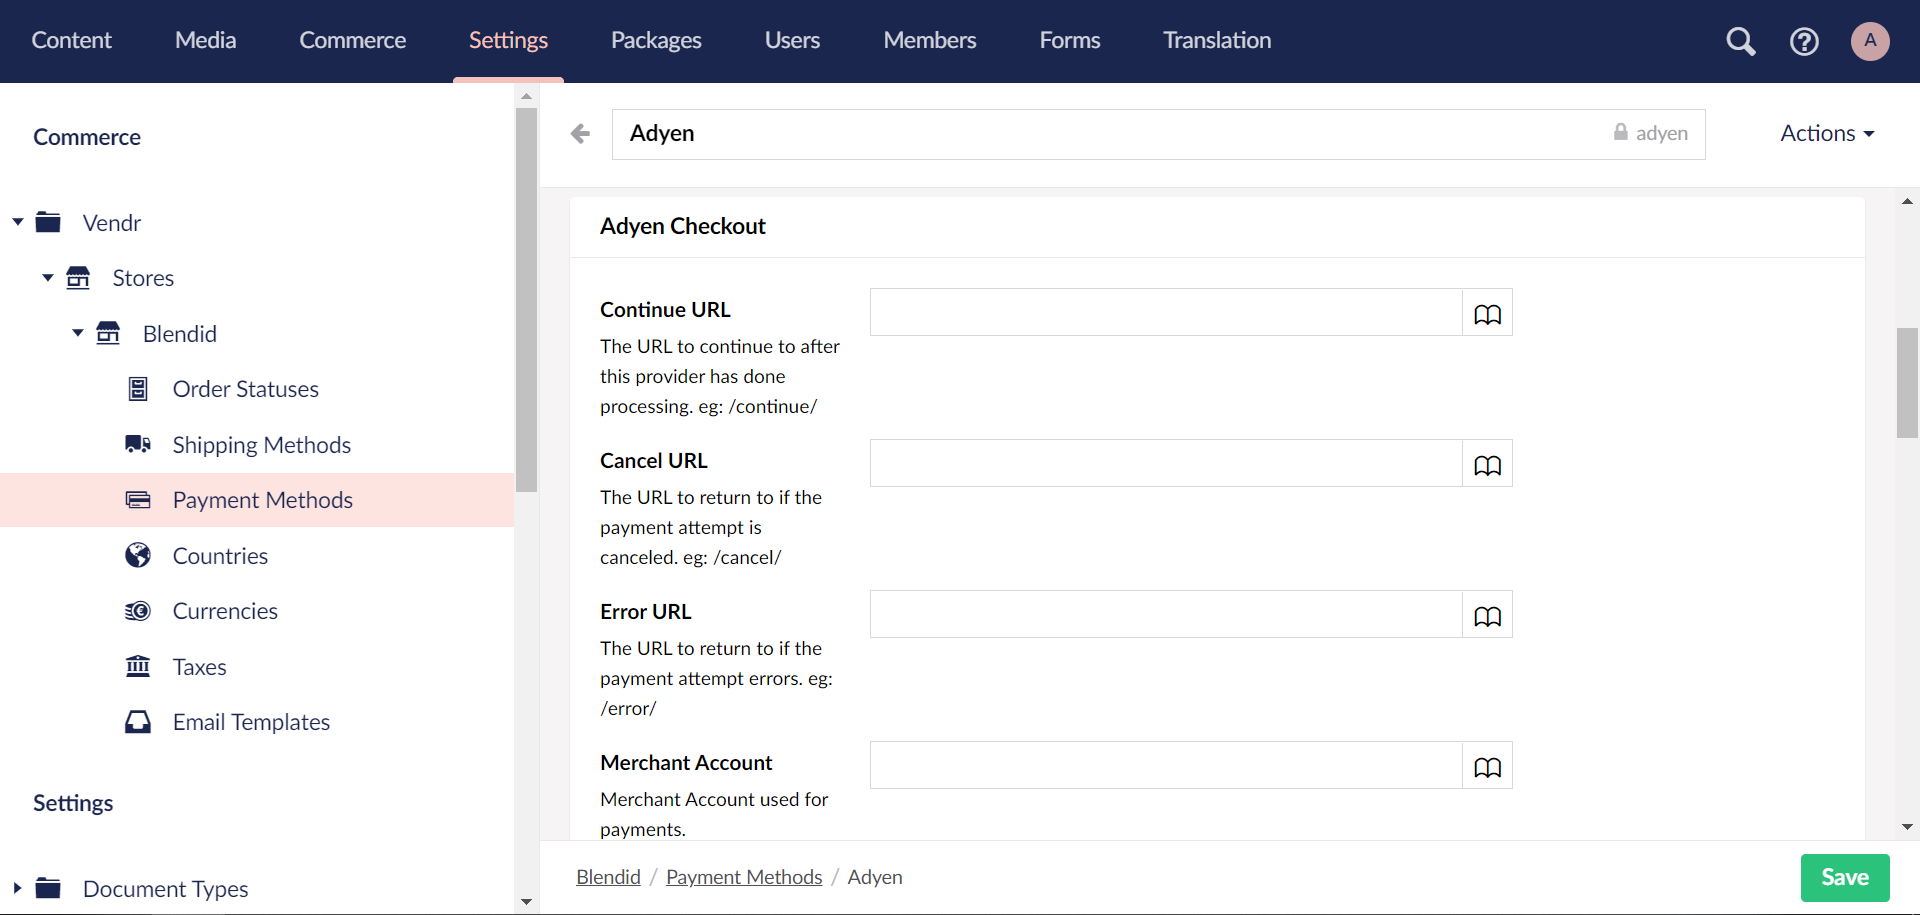 Content Media Commerce Settings Packages Users Members Forms Translation A
Commerce
Vendr
Stores
Blendid
Order Statuses
Shipping Methods
Payment Methods
Countries
Currencies
Taxes
Email Templates
Settings
Document Types
Adyen adyen Actions
Adyen Checkout
Continue URL
The URL to continue to after
this provider has done
processing. eg: /continue/
Cancel URL
The URL to return to if the
payment attempt is
canceled. eg: /cancel/
Error URL
The URL to return to if the
payment attempt errors. eg:
/error/
Merchant Account
Merchant Account used for
payments.
Blendid / Payment Methods / Adyen
Save